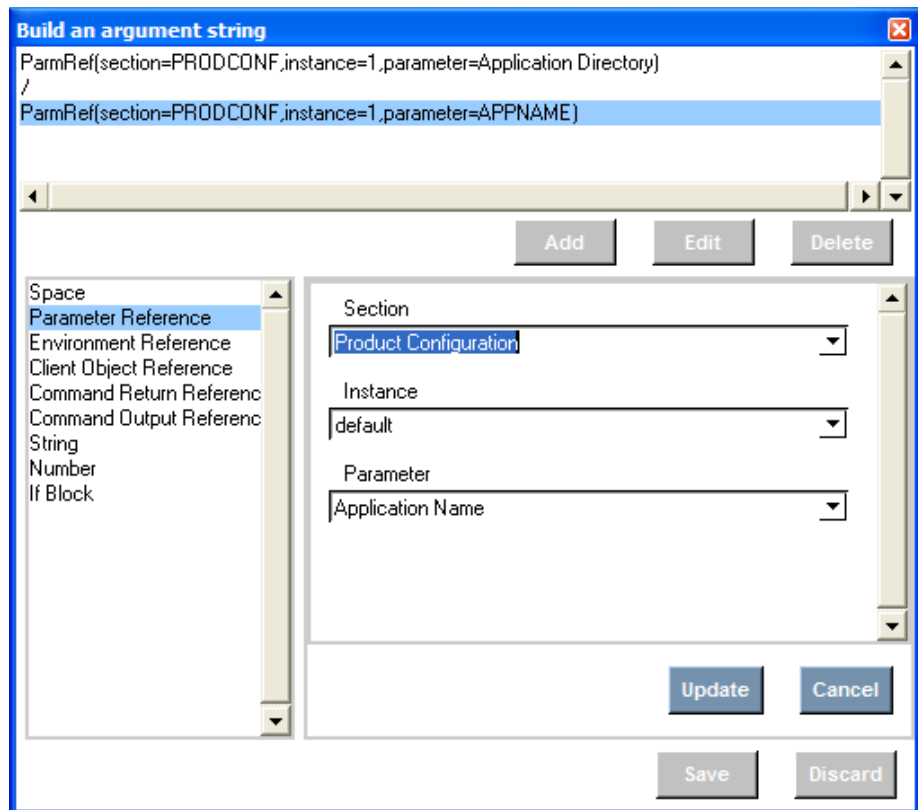 Build an argument string
ParmRef(section=PRODCONF,instance=1,parameter=Application Directory)
/
ParmRef(section=PRODCONF,instance=1,parameter=APPNAME)
Add Edit Delete
Space
Parameter Reference
Environment Reference
Client Object Reference
Command Return Referenc
Command Output Referenc
String
Number
If Block
Section
Product Configuration
Instance
default
Parameter
Application Name
Update Cancel
Save Discard